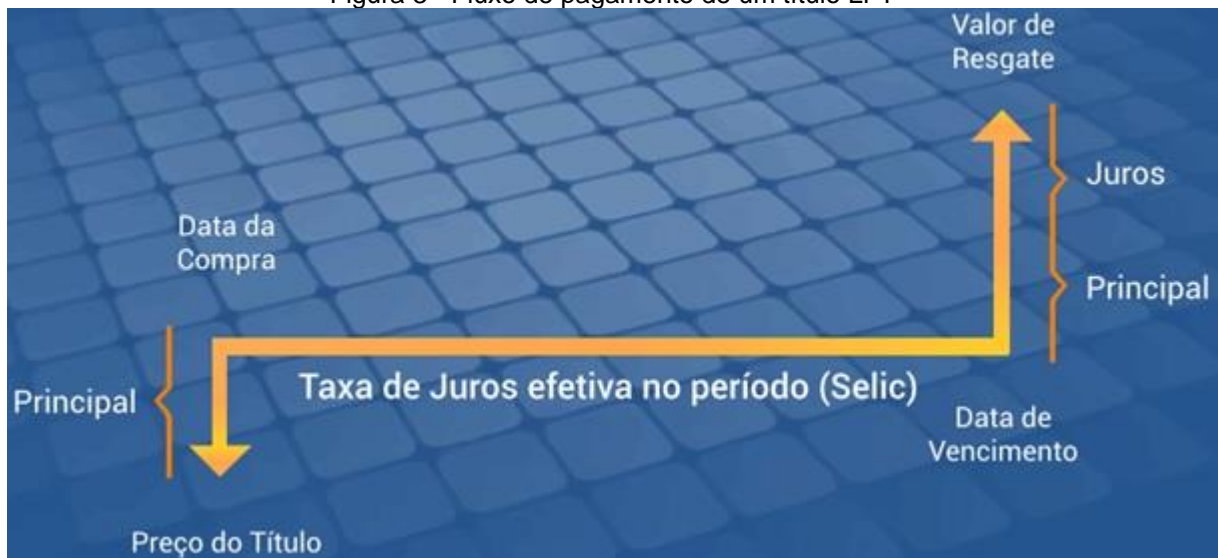 Valor de
Resgate
Juros
Data da
Compra
Principal
Principal
Taxa de Juros efetiva no período (Selic)
Data de
Vencimento
Preço do Título